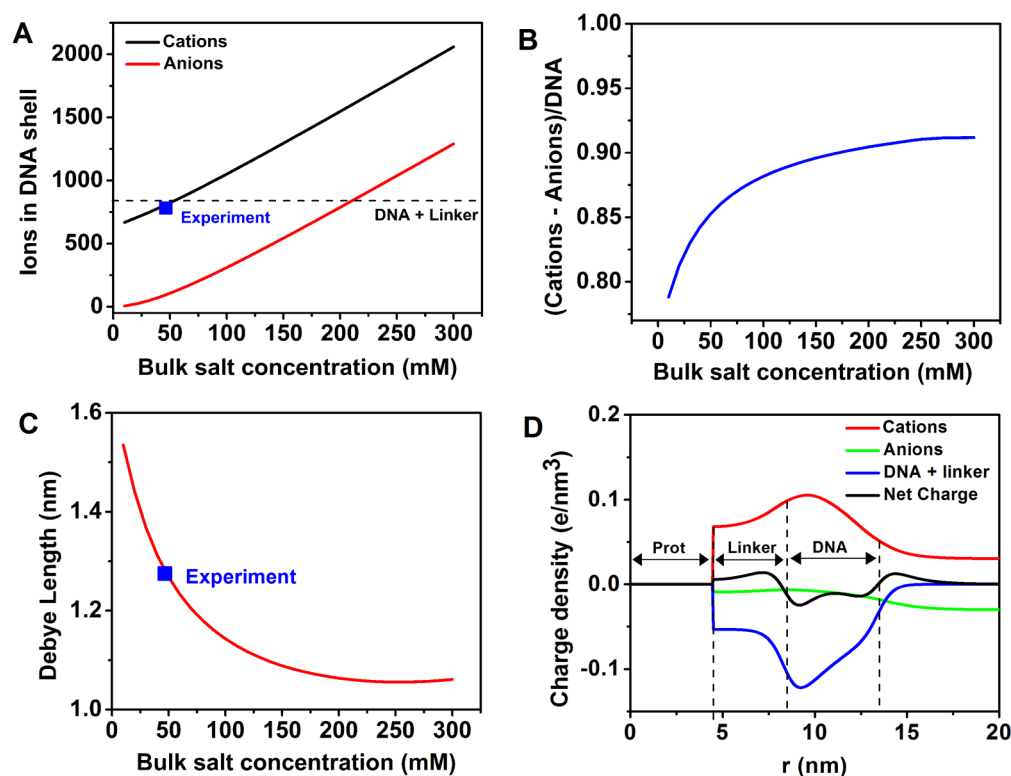 A
Cations
Anions
Ions in DNA shell
2000
1500
1000
500
0
Experiment
DNA + Linker
0 50 100 150 200 250 300
Bulk salt concentration (mM)
B
(Cations - Anions)/DNA
1.00
0.95
0.90
0.85
0.80
0 50 100 150 200 250 300
Bulk salt concentration (mM)
C
Debye Length (nm)
1.6
1.4
1.2
1.0
Experiment
0 50 100 150 200 250 300
Bulk salt concentration (mM)
D
Charge density (e/nm³)
0.2
0.1
0.0
-0.1
Cations
Anions
DNA + linker
Net Charge
Prot
Linker
DNA
0 5 10 15 20
r (nm)